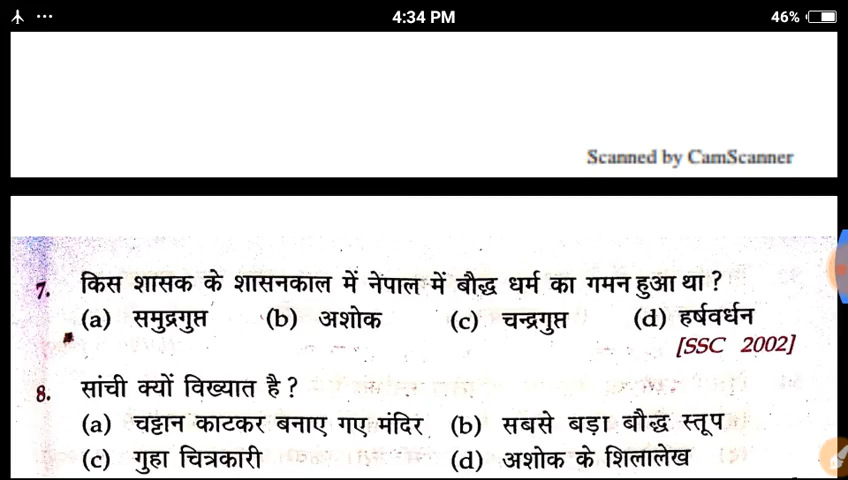 4:34 PM
46%
Scanned by CamScanner
7. किस शासक के शासनकाल में नेपाल में बौद्ध धर्म का गमन हुआ था?
(a) समुद्रगुप्त (b) अशोक (c) चन्द्रगुप्त (d) हर्षवर्धन
[SSC 2002]
8. सांची क्यों विख्यात है?
(a) चट्टान काटकर बनाए गए मंदिर (b) सबसे बड़ा बौद्ध स्तूप
(c) गुहा चित्रकारी (d) अशोक के शिलालेख